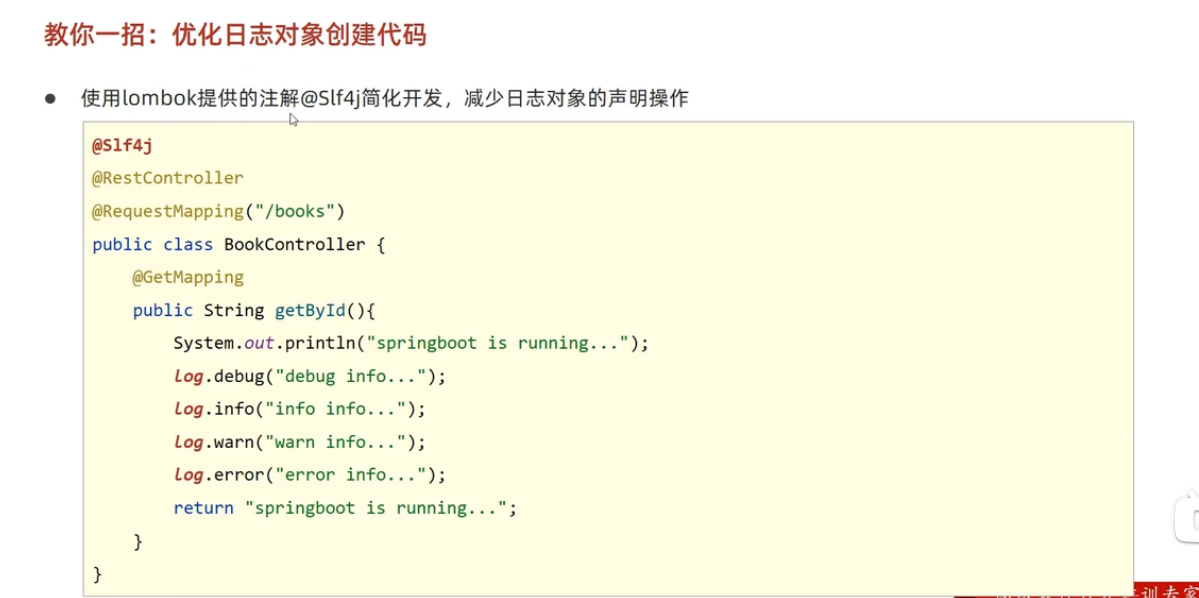 教你一招：优化日志对象创建代码
● 使用lombok提供的注解@Slf4j简化开发，减少日志对象的声明操作
@Slf4j
@RestController
@RequestMapping("/books")
public class BookController {
    @GetMapping
    public String getById(){
        System.out.println("springboot is running...");
        log.debug("debug info...");
        log.info("info info...");
        log.warn("warn info...");
        log.error("error info...");
        return "springboot is running...";
    }
}
训专家